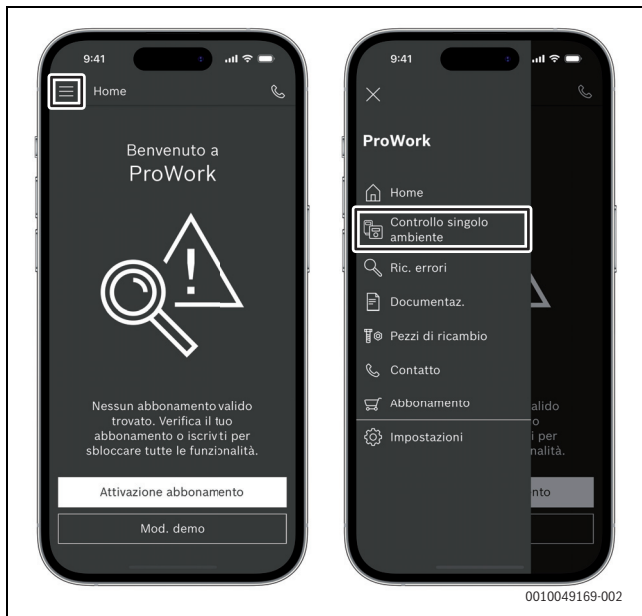 9:41
Home
Benvenuto a
ProWork
Nessun abbonamento valido
trovato. Verifica il tuo
abbonamento o iscriviti per
sbloccare tutte le funzionalità.
Attivazione abbonamento
Mod. demo
9:41
ProWork
Home
Controllo singolo
ambiente
Ric. errori
Documentaz.
Pezzi di ricambio
Contatto
Abbonamento
Impostazioni
alido
o
i per
nalità.
nto
0010049169-002